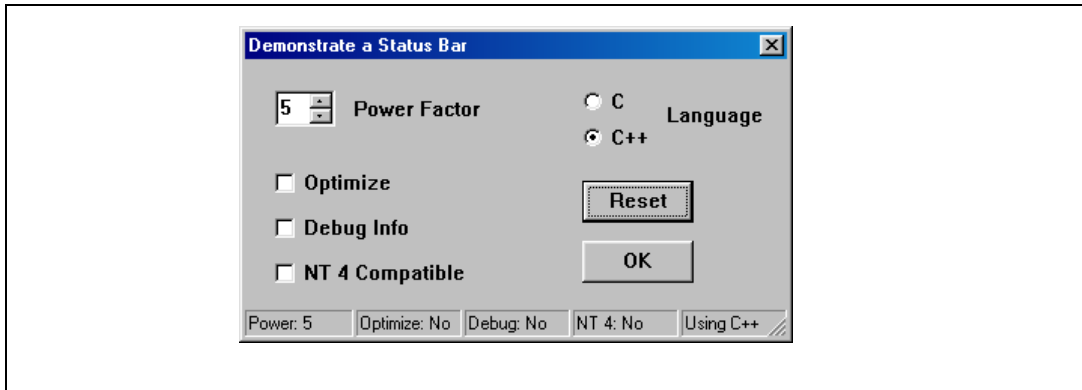 Demonstrate a Status Bar
5 Power Factor
C
C++
Language
Optimize
Debug Info
NT 4 Compatible
Reset
OK
Power: 5 Optimize: No Debug: No NT 4: No Using C++